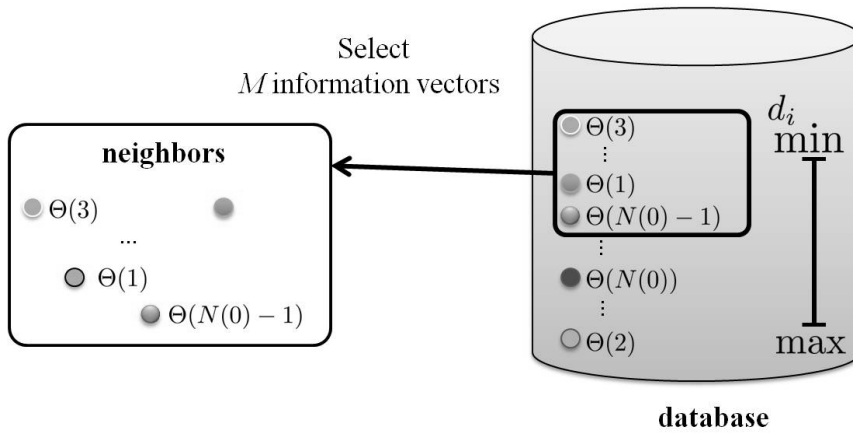 Select
M information vectors
neighbors
Θ(3)
...
Θ(1)
Θ(N(0) − 1)
d_i
min
max
Θ(3)
⋮
Θ(1)
Θ(N(0) − 1)
⋮
Θ(N(0))
⋮
Θ(2)
database